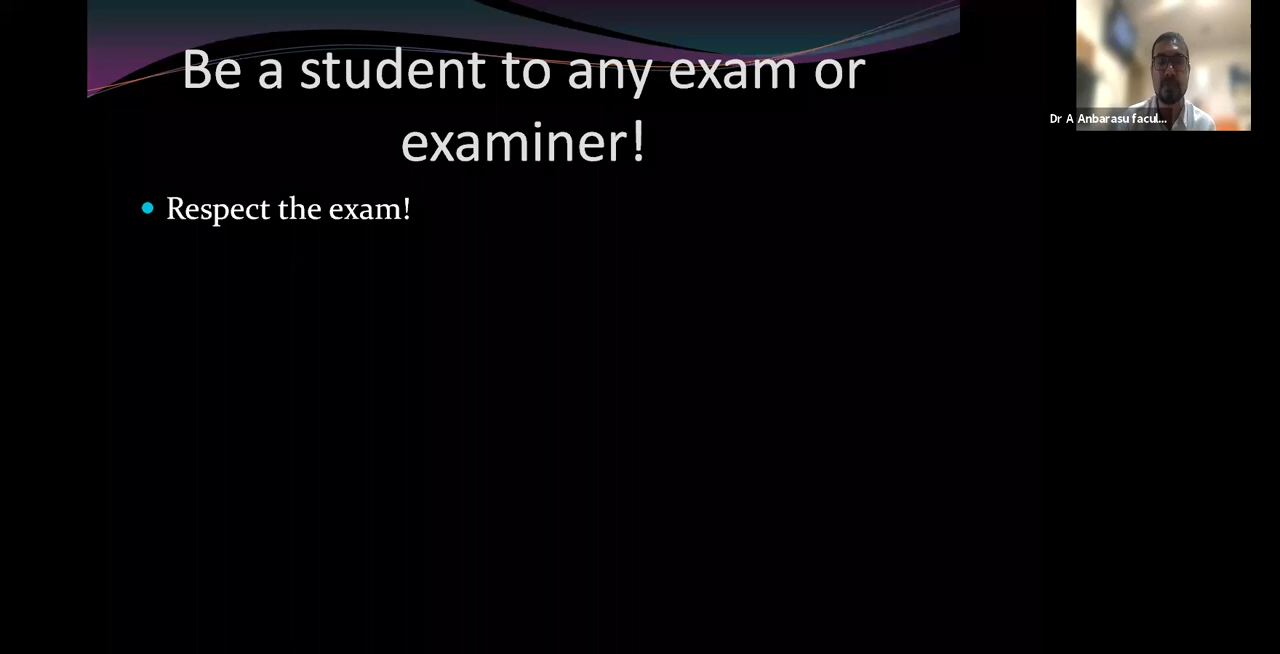 Be a student to any exam or
examiner!
Respect the exam!
Dr A Anbarasu facul...